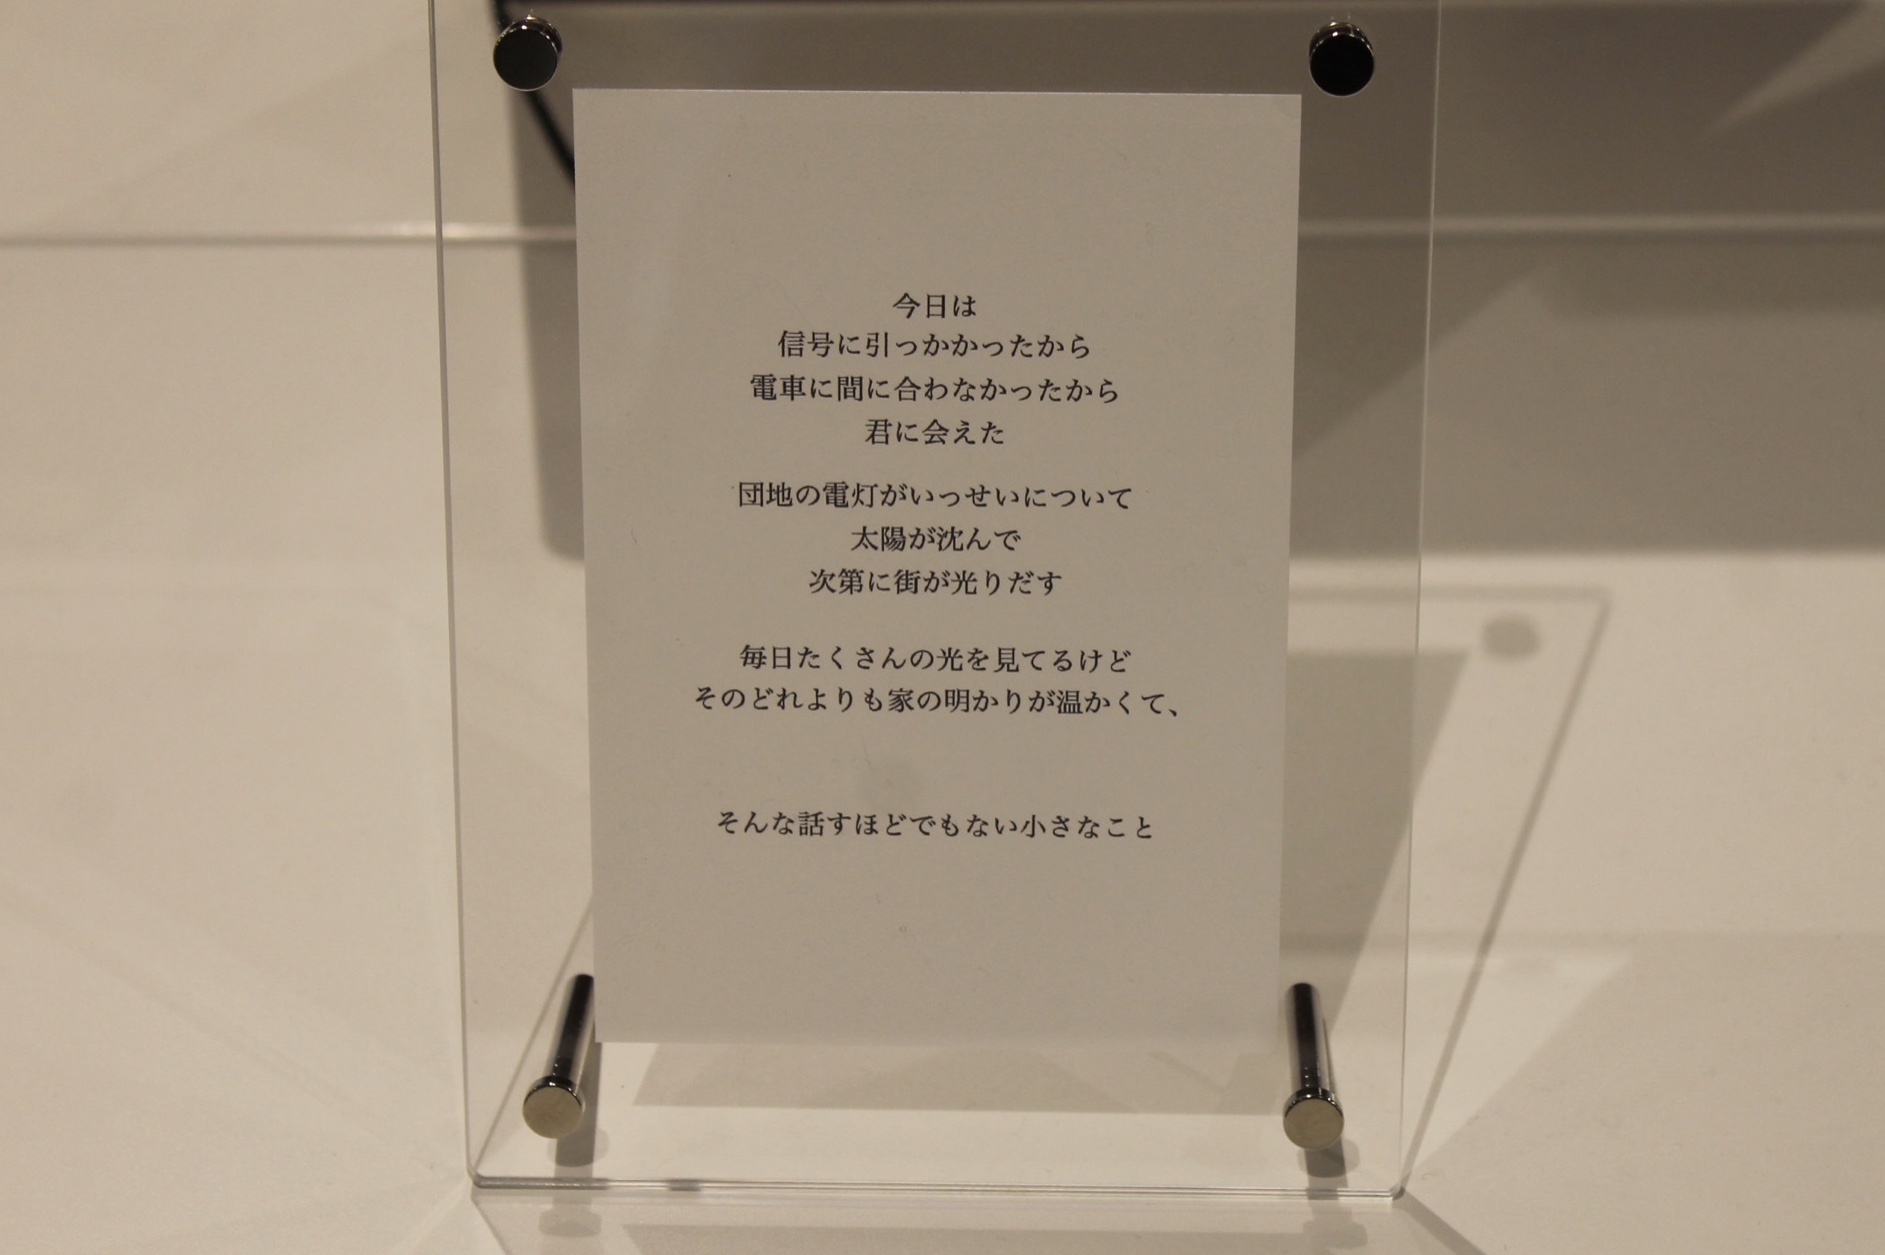 今日は
信号に引っかかったから
電車に間に合わなかったから
君に会えた
団地の電灯がいっせいについて
太陽が沈んで
次第に街が光りだす
毎日たくさんの光を見てるけど
そのどれよりも家の明かりが温かくて、
そんな話すほどでもない小さなこと